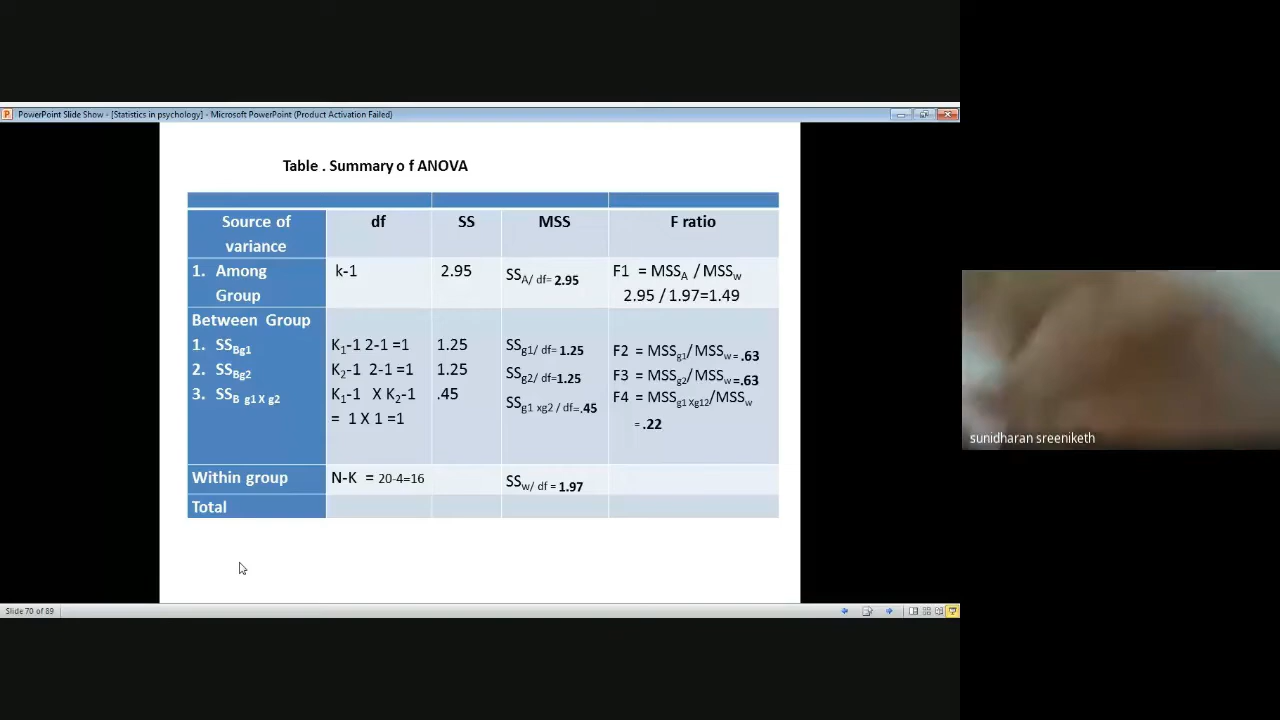 PowerPoint Slide Show - [Statistics in psychology] - Microsoft PowerPoint (Product Activation Failed)
Table . Summary o f ANOVA
Source of variance df SS MSS F ratio
1. Among Group k-1 2.95 SSA/ df= 2.95 F1 = MSSA / MSSw
2.95 / 1.97=1.49
Between Group
1. SSBg1 K1-1 2-1 =1 1.25 SSg1/ df= 1.25 F2 = MSSg1/ MSSw = .63
2. SSBg2 K2-1 2-1 =1 1.25 SSg2/ df=1.25 F3 = MSSg2/ MSSw =.63
3. SSB g1 X g2 K1-1 X K2-1 .45 SSg1 xg2 / df=.45 F4 = MSSg1 Xg12/MSSw
= 1 X 1 =1 = .22
Within group N-K = 20-4=16 SSw/ df = 1.97
Total
Slide 70 of 89
sunidharan sreeniketh